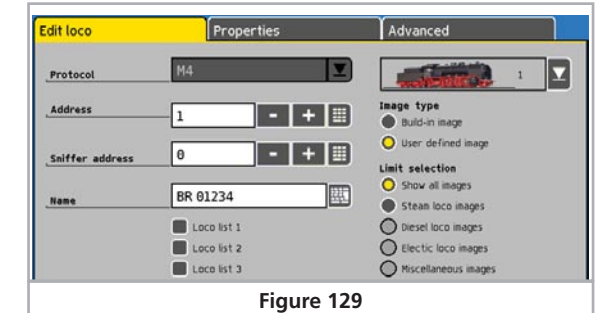 Edit loco
Properties
Advanced
Protocol
M4
1
Address
1
- +
Sniffer address
0
- +
Name
BR 01234
Loco list 1
Loco list 2
Loco list 3
Image type
Build-in image
User defined image
Limit selection
Show all images
Steam loco images
Diesel loco images
Electic loco images
Miscellaneous images
Figure 129